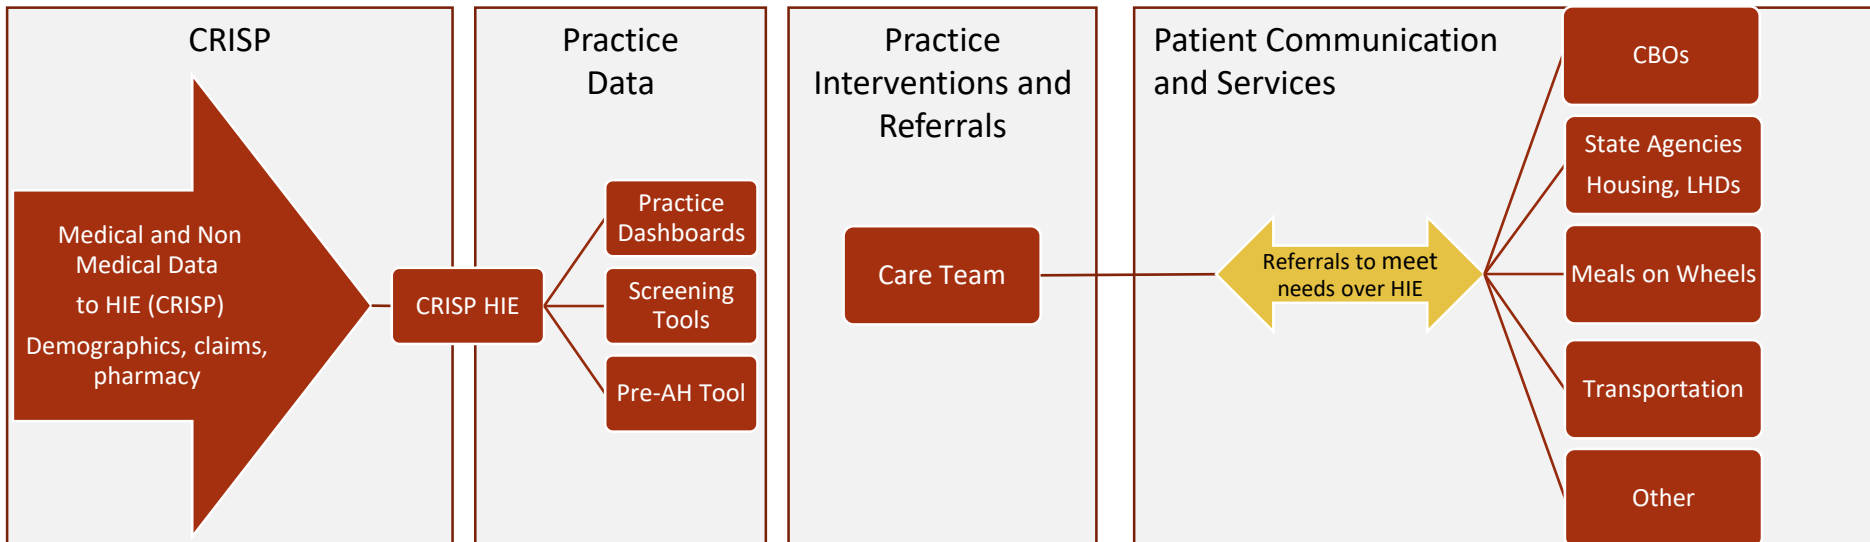 CRISP
Medical and Non
Medical Data
to HIE (CRISP)
Demographics, claims,
pharmacy
CRISP HIE
Practice
Data
Practice
Dashboards
Screening
Tools
Pre-AH Tool
Practice
Interventions and
Referrals
Care Team
Patient Communication
and Services
Referrals to meet
needs over HIE
CBOs
State Agencies
Housing, LHDs
Meals on Wheels
Transportation
Other